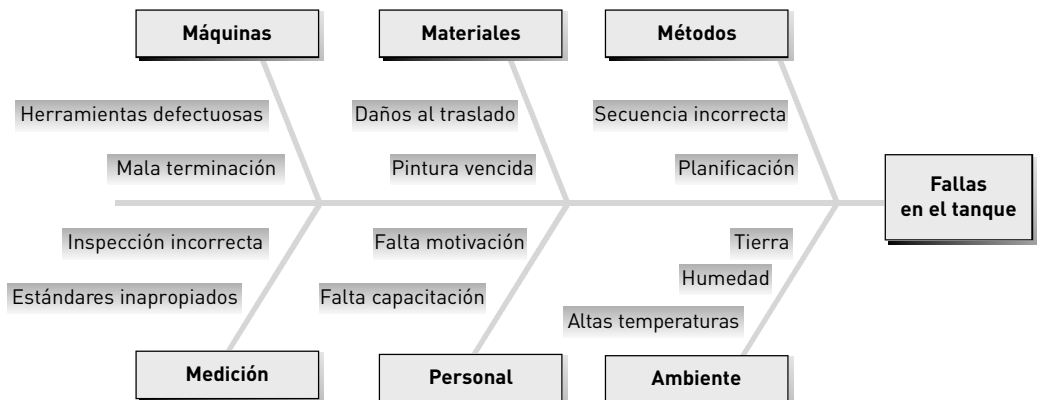 Máquinas
Materiales
Métodos
Herramientas defectuosas
Daños al traslado
Secuencia incorrecta
Mala terminación
Pintura vencida
Planificación
Fallas
en el tanque
Inspección incorrecta
Falta motivación
Tierra
Humedad
Estándares inapropiados
Falta capacitación
Altas temperaturas
Medición
Personal
Ambiente